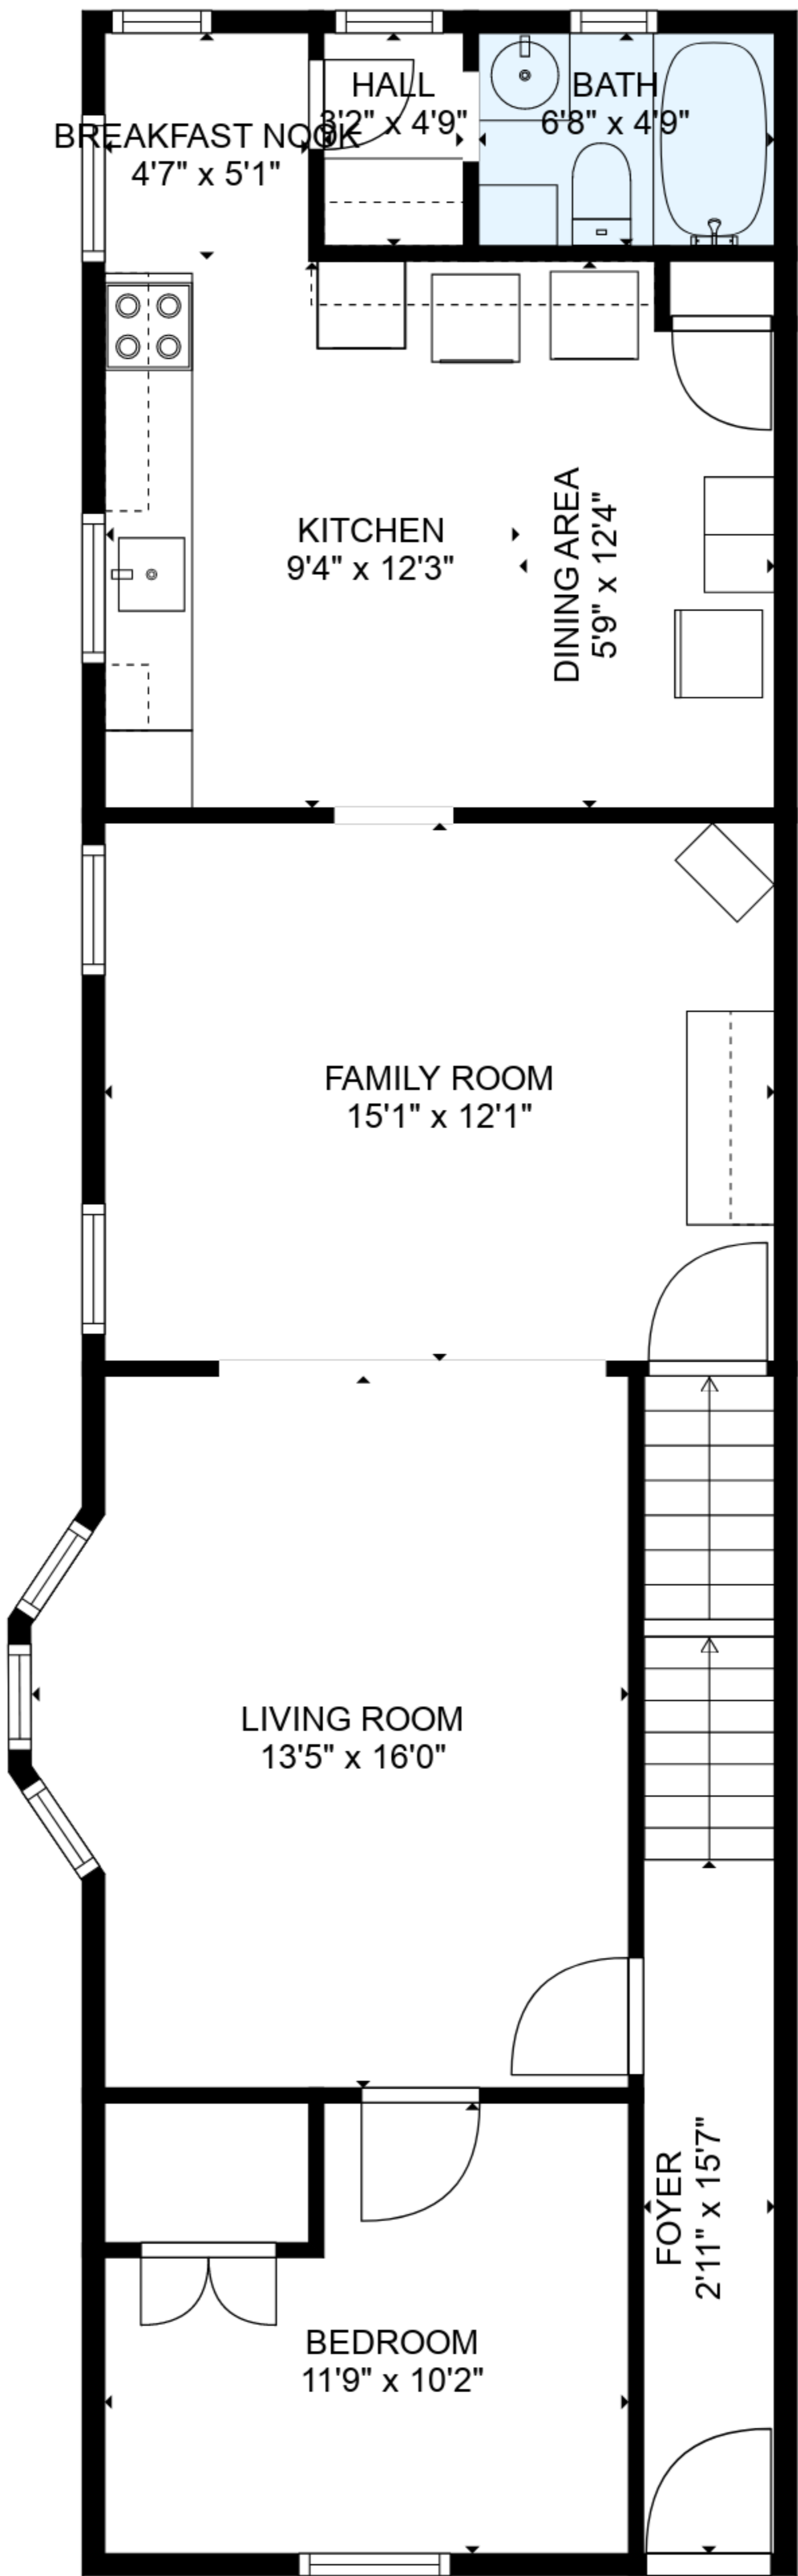 HALL
3'2" x 4'9"
BATH
6'8" x 4'9"
BREAKFAST NOOK
4'7" x 5'1"
KITCHEN
9'4" x 12'3"
DINING AREA
5'9" x 12'4"
FAMILY ROOM
15'1" x 12'1"
LIVING ROOM
13'5" x 16'0"
FOYER
2'11" x 15'7"
BEDROOM
11'9" x 10'2"